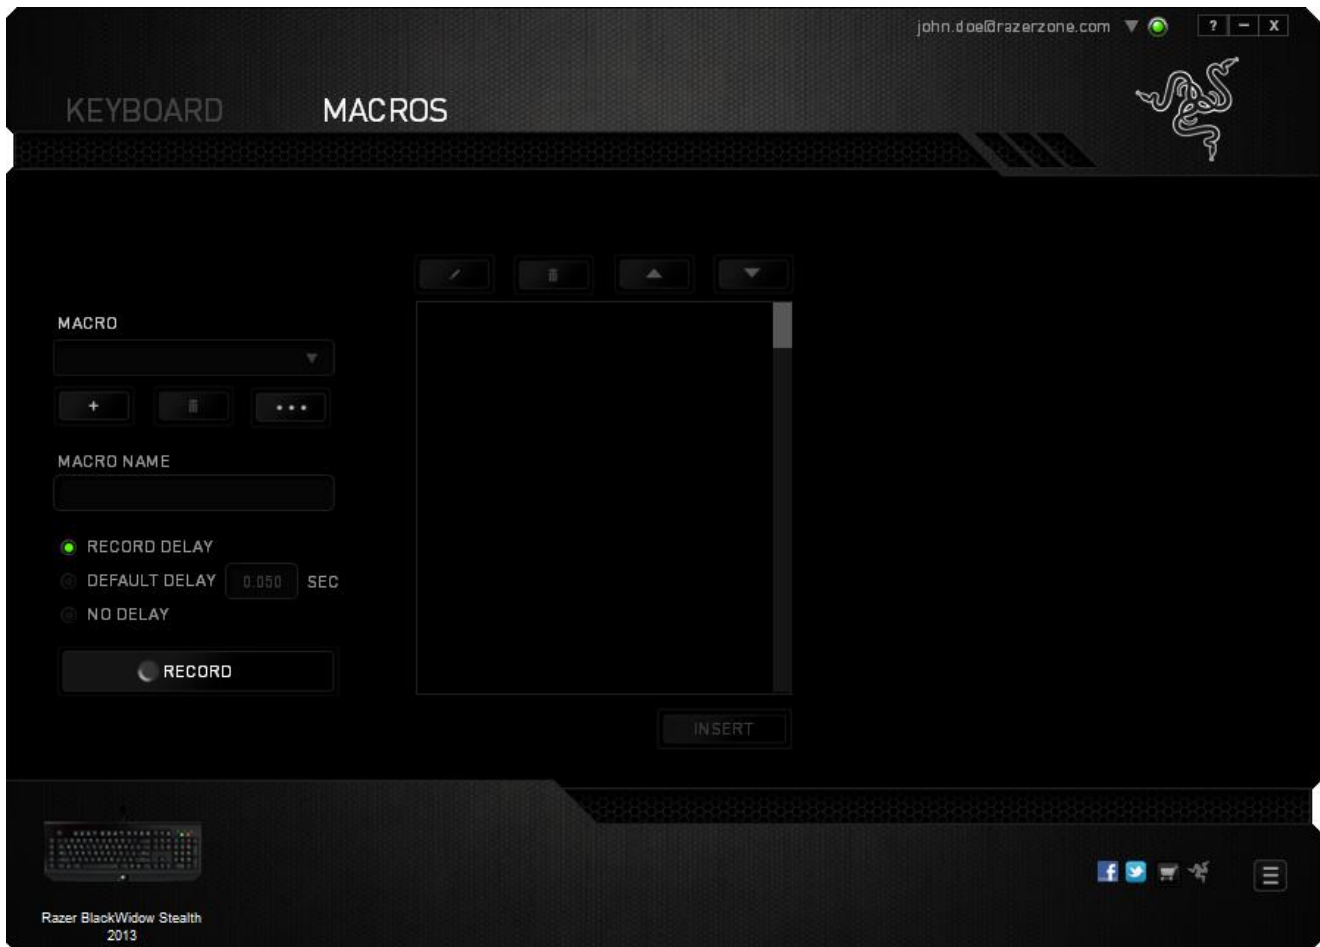 john.doe@razerzone.com
? – X
KEYBOARD MACROS
MACRO
+ •••
MACRO NAME
RECORD DELAY
DEFAULT DELAY 0.050 SEC
NO DELAY
RECORD
INSERT
Razer BlackWidow Stealth
2013